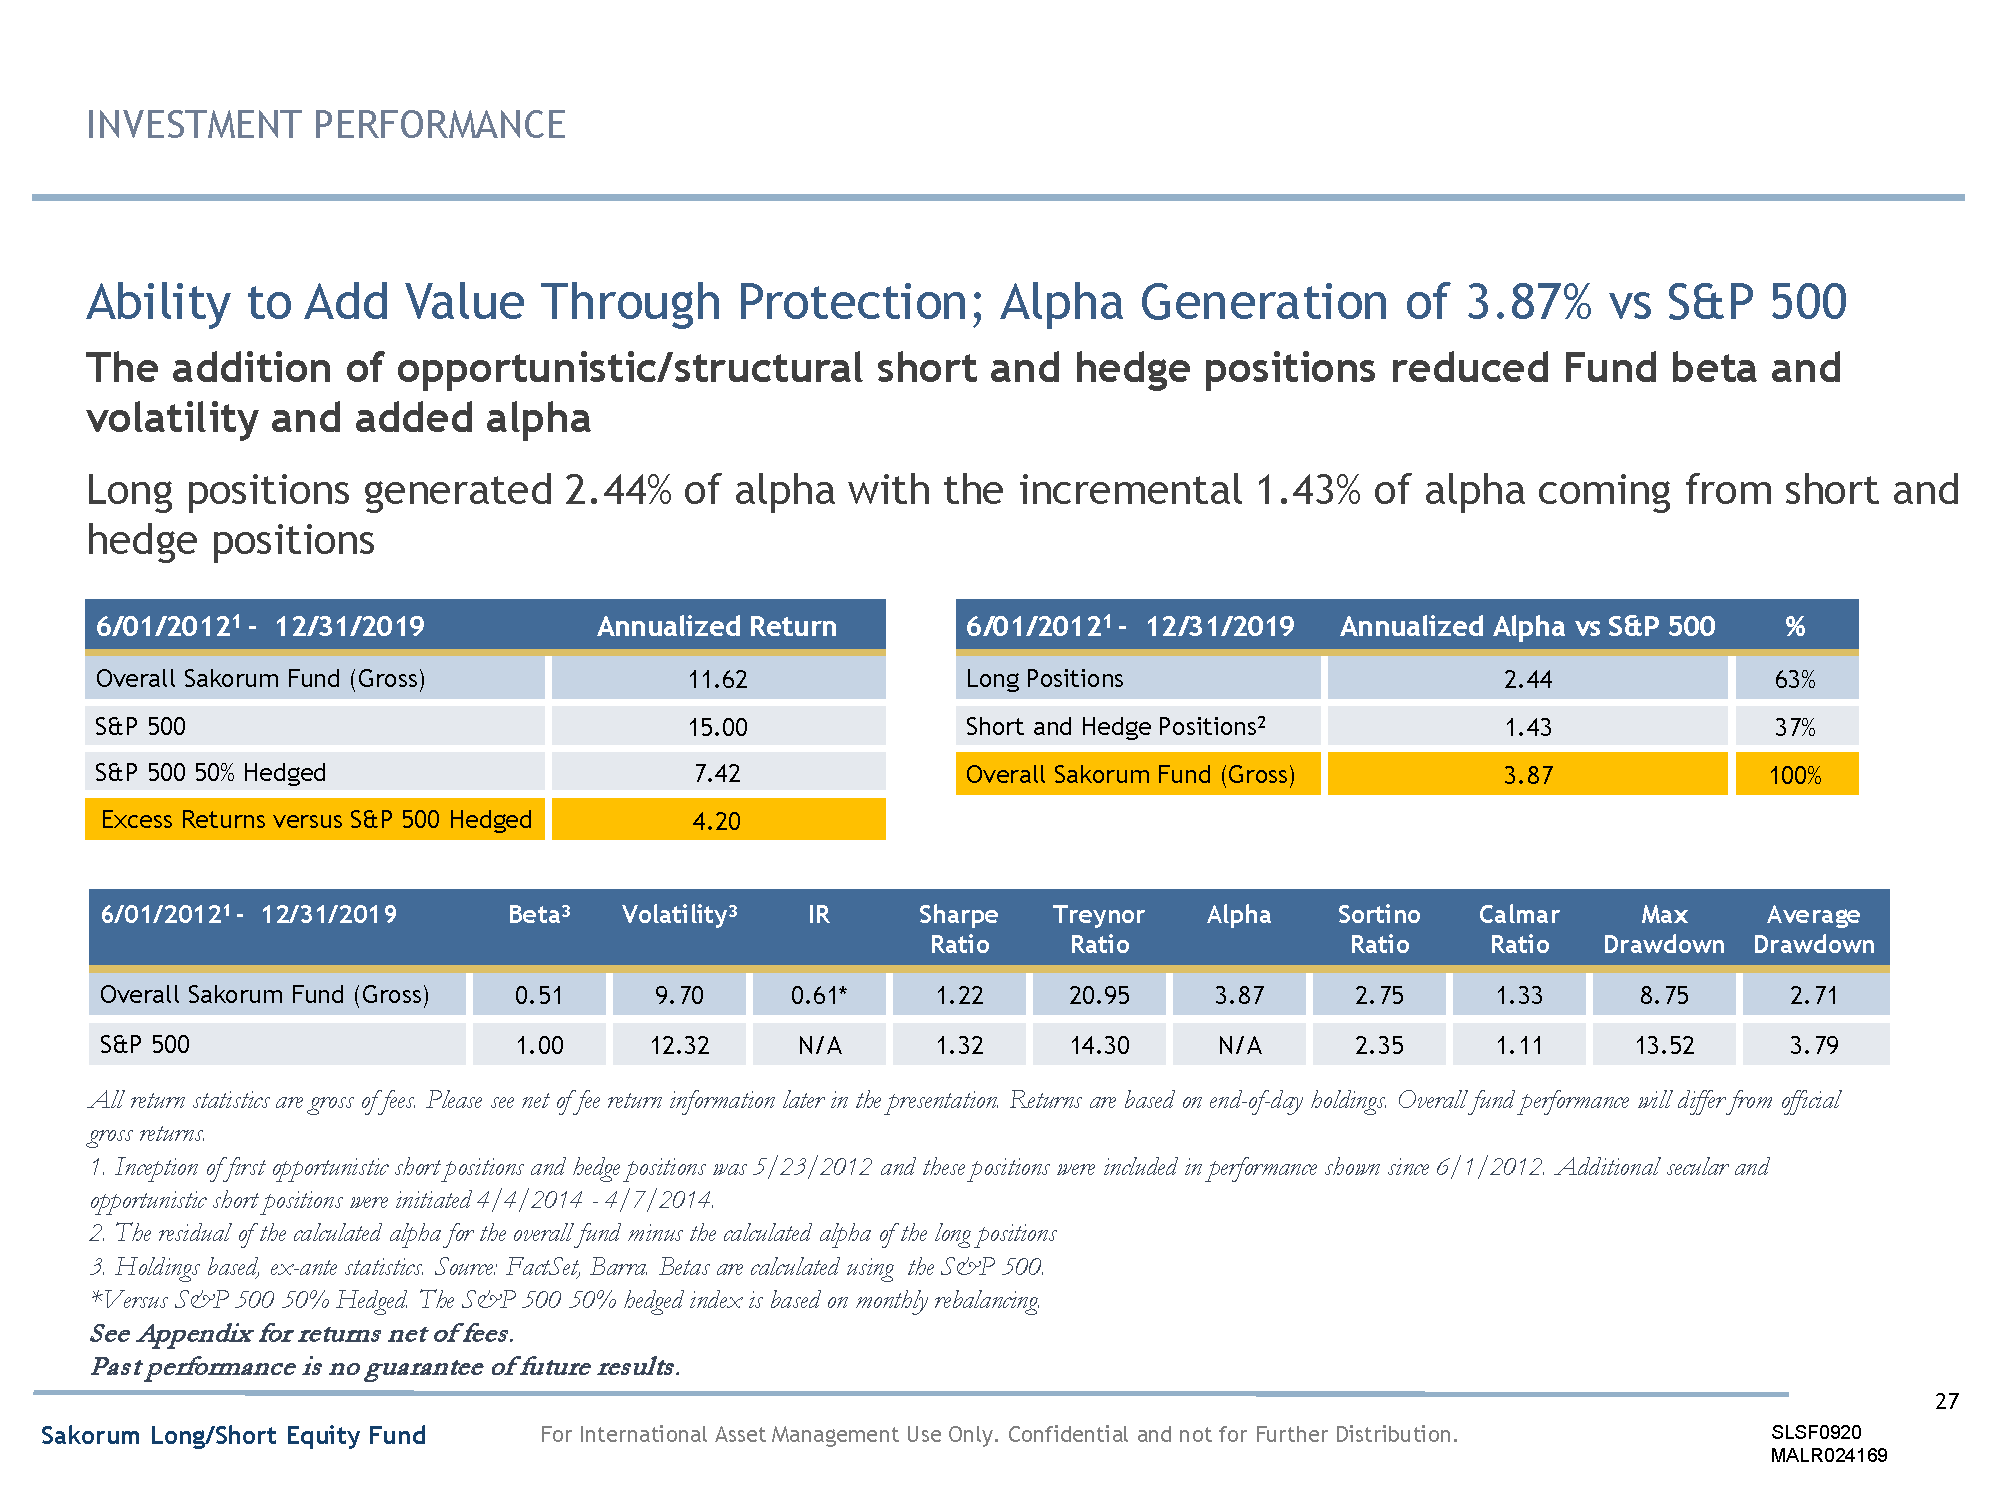 INVESTMENT PERFORMANCE
Ability to Add Value Through Protection; Alpha Generation of 3.87% vs S&P 500
The addition of opportunistic/structural short and hedge positions reduced Fund beta and
volatility and added alpha
Long positions generated 2.44% of alpha with the incremental 1.43% of alpha coming from short and
hedge positions
6/01/2012¹ - 12/31/2019 Annualized Return
Overall Sakorum Fund (Gross) 11.62
S&P 500 15.00
S&P 500 50% Hedged 7.42
Excess Returns versus S&P 500 Hedged 4.20
6/01/2012¹ - 12/31/2019 Annualized Alpha vs S&P 500 %
Long Positions 2.44 63%
Short and Hedge Positions² 1.43 37%
Overall Sakorum Fund (Gross) 3.87 100%
6/01/2012¹ - 12/31/2019 Beta³ Volatility³ IR Sharpe Treynor Alpha Sortino Calmar Max Average
Ratio Ratio Ratio Ratio Drawdown Drawdown
Overall Sakorum Fund (Gross) 0.51 9.70 0.61* 1.22 20.95 3.87 2.75 1.33 8.75 2.71
S&P 500 1.00 12.32 N/A 1.32 14.30 N/A 2.35 1.11 13.52 3.79
All return statistics are gross of fees. Please see net of fee return information later in the presentation. Returns are based on end-of-day holdings. Overall fund performance will differ from official
gross returns.
1. Inception of first opportunistic short positions and hedge positions was 5/23/2012 and these positions were included in performance shown since 6/1/2012. Additional secular and
opportunistic short positions were initiated 4/4/2014 - 4/7/2014.
2. The residual of the calculated alpha for the overall fund minus the calculated alpha of the long positions
3. Holdings based, ex-ante statistics. Source: FactSet, Barra. Betas are calculated using the S&P 500.
*Versus S&P 500 50% Hedged. The S&P 500 50% hedged index is based on monthly rebalancing.
See Appendix for returns net of fees.
Past performance is no guarantee of future results.
27
Sakorum Long/Short Equity Fund
For International Asset Management Use Only. Confidential and not for Further Distribution.
SLSF0920
MALR024169